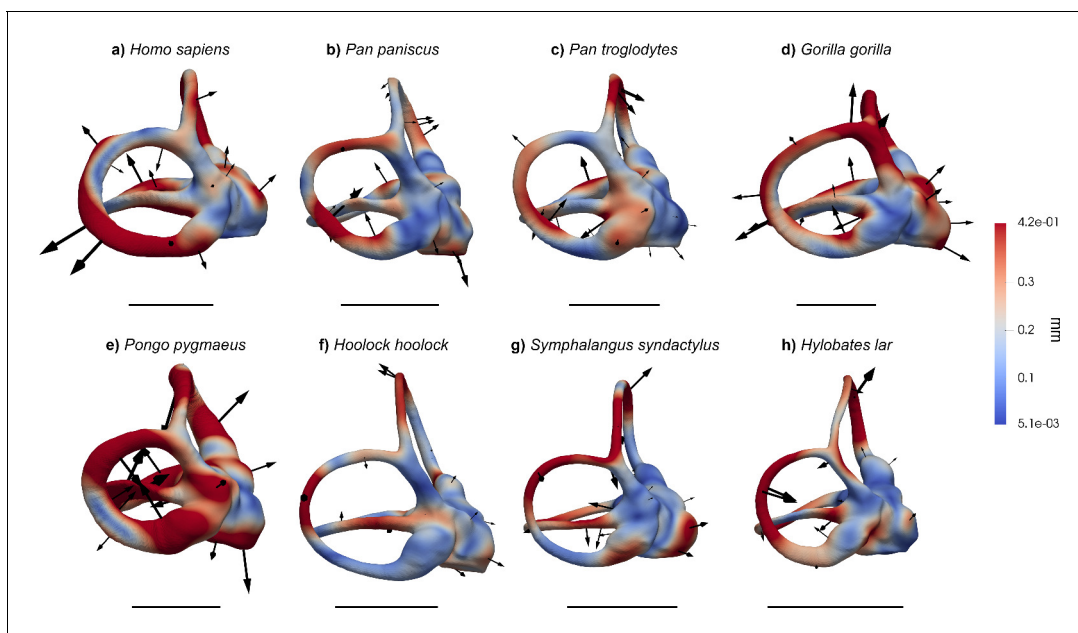 a) Homo sapiens
b) Pan paniscus
c) Pan troglodytes
d) Gorilla gorilla
4.2e-01
0.3
0.2
0.1
5.1e-03
mm
e) Pongo pygmaeus
f) Hoolock hoolock
g) Symphalangus syndactylus
h) Hylobates lar